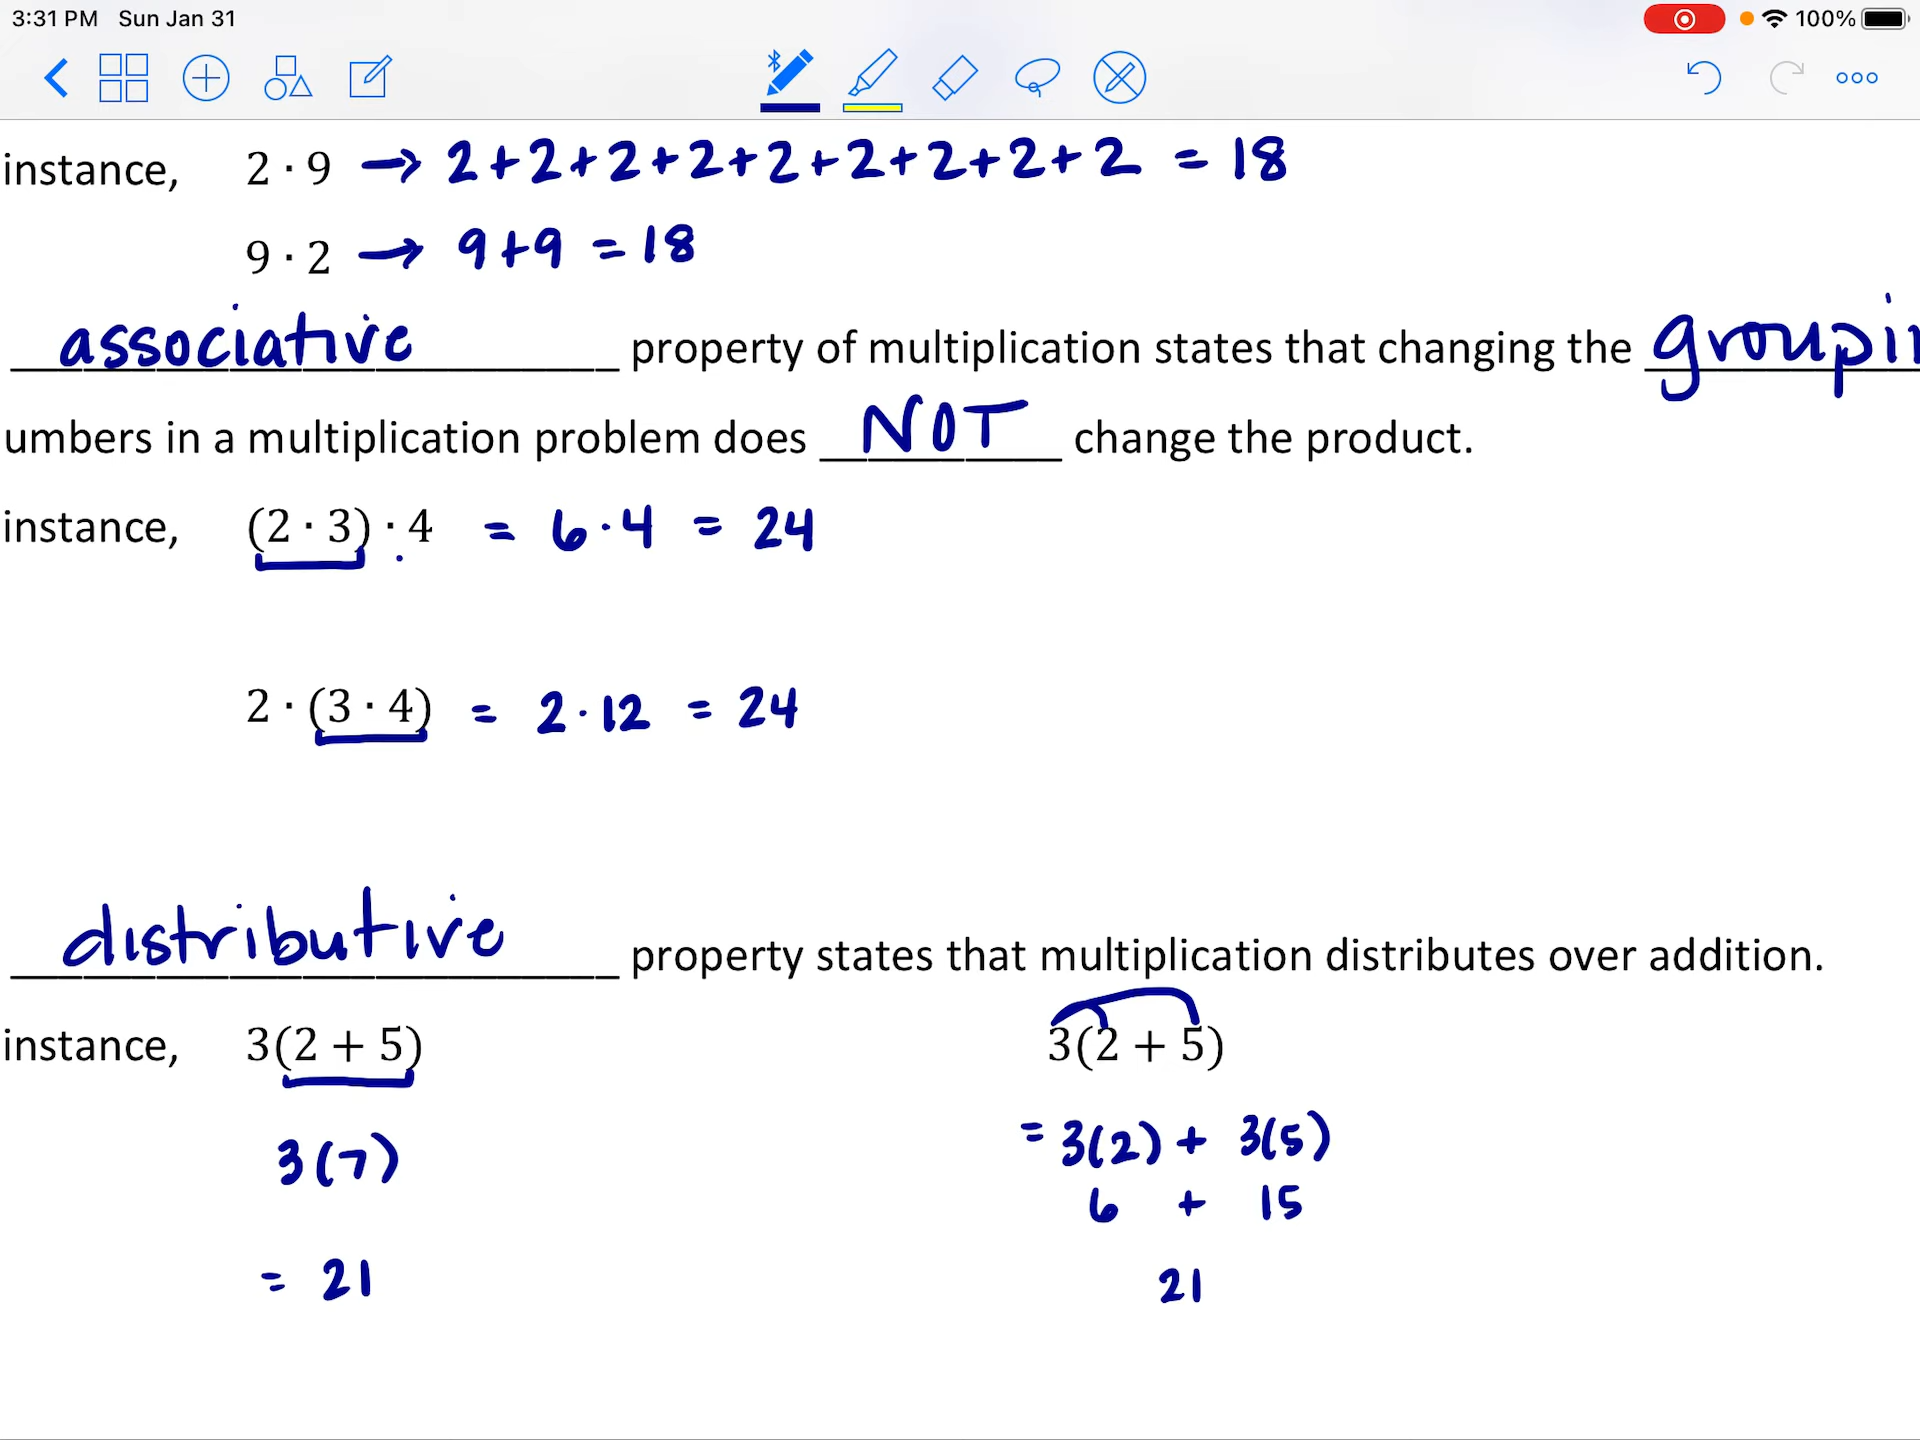 3:31 PM Sun Jan 31 100%
instance, 2 · 9 → 2+2+2+2+2+2+2+2+2 = 18
9 · 2 → 9+9 = 18
associative property of multiplication states that changing the groupin
umbers in a multiplication problem does NOT change the product.
instance, (2 · 3) · 4 = 6·4 = 24
2 · (3 · 4) = 2·12 = 24
distributive property states that multiplication distributes over addition.
instance, 3(2 + 5) 3(2 + 5)
3(7) = 3(2) + 3(5)
6 + 15
= 21 21